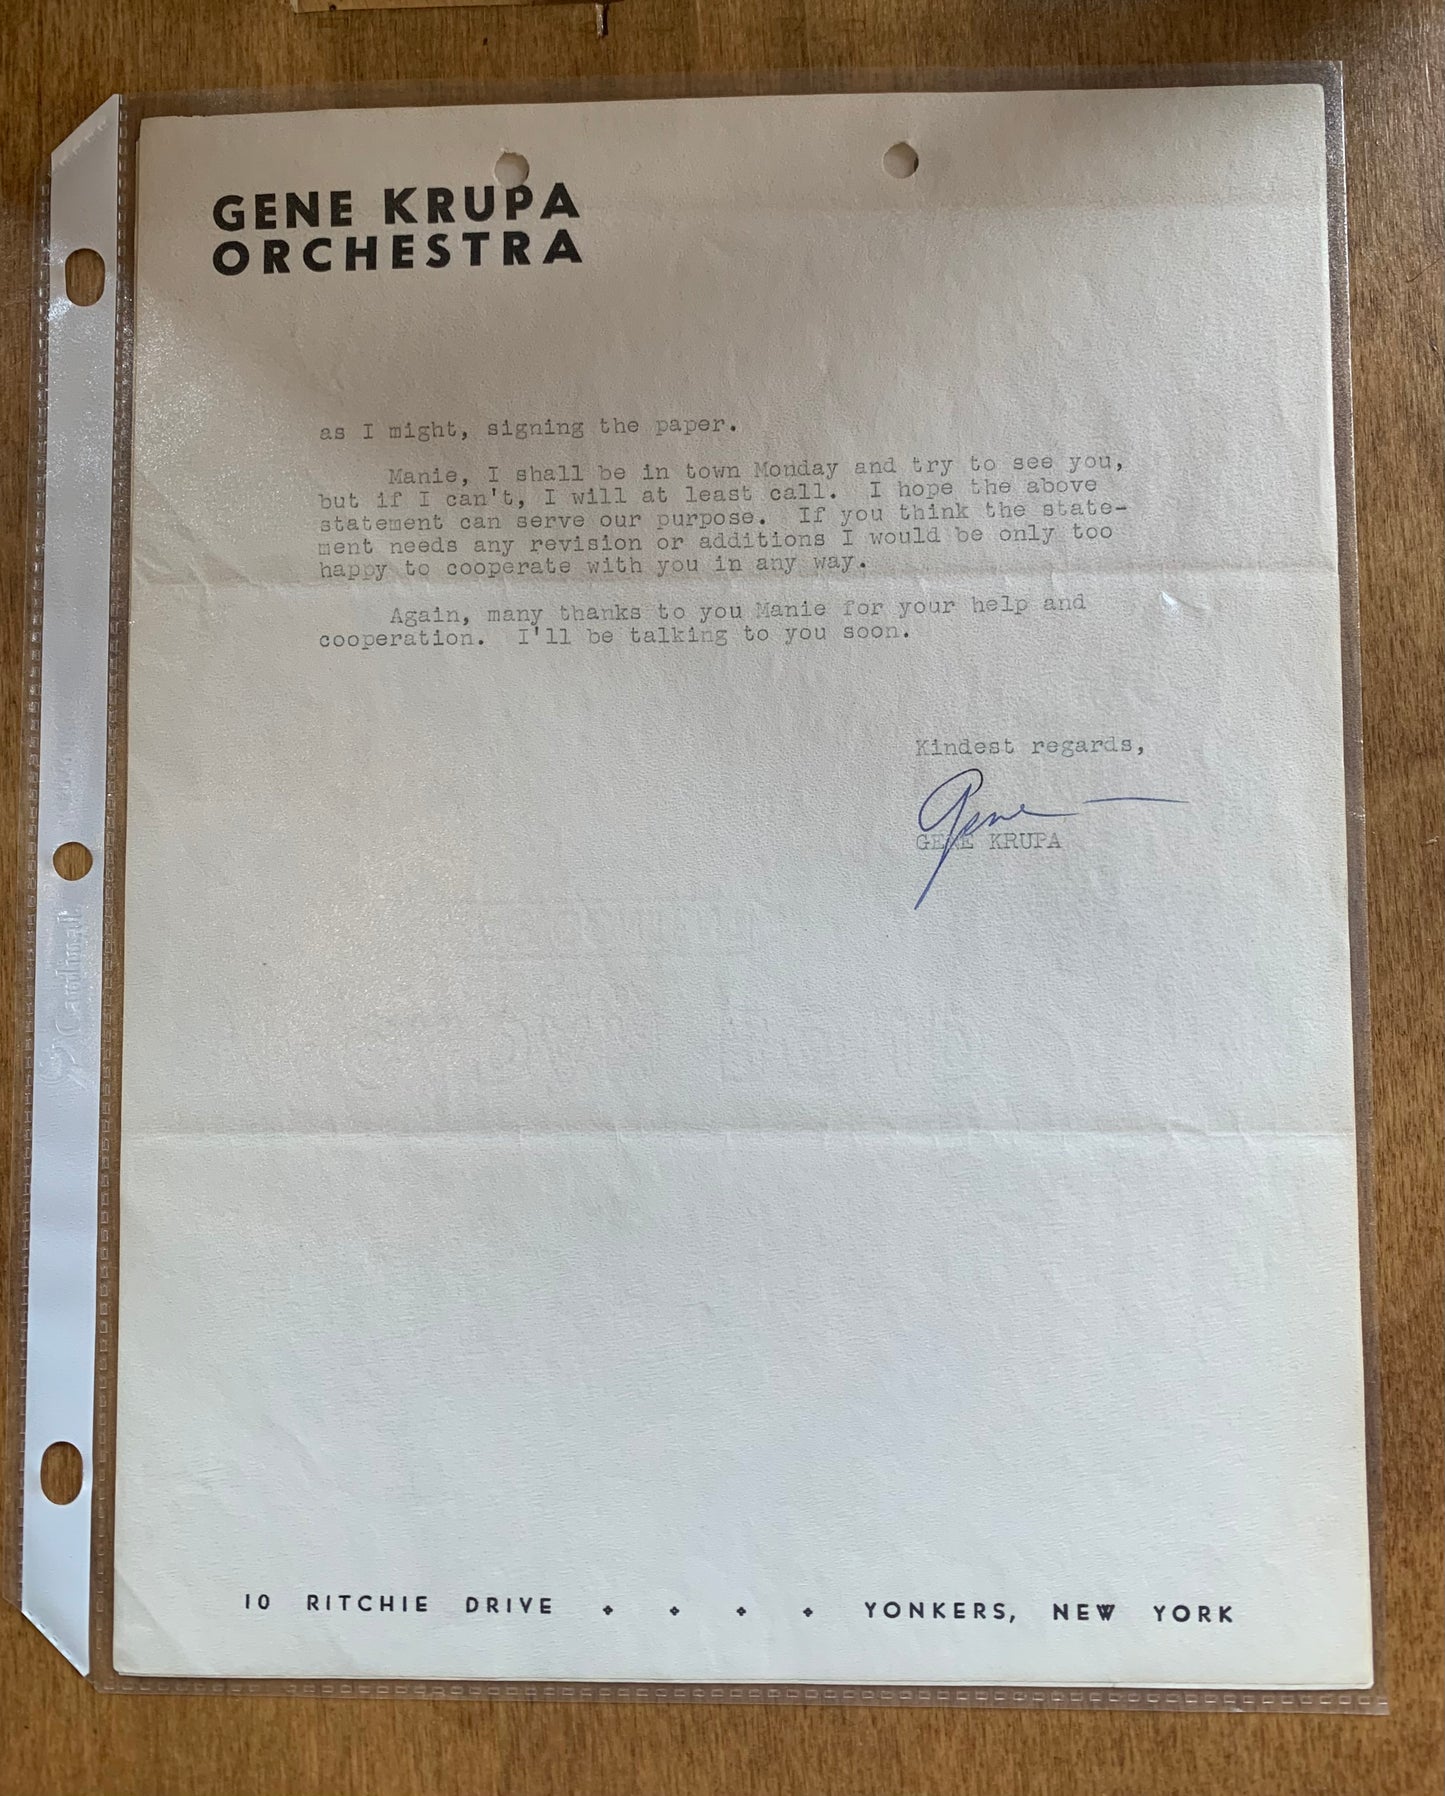 GENE KRUPA
ORCHESTRA
as I might, signing the paper.
Manie, I shall be in town Monday and try to see you,
but if I can't, I will at least call. I hope the above
statement can serve our purpose. If you think the state-
ment needs any revision or additions I would be only too
happy to cooperate with you in any way.
Again, many thanks to you Manie for your help and
cooperation. I'll be talking to you soon.
Kindest regards,
Gene
GENE KRUPA
Cardinal
10 RITCHIE DRIVE YONKERS, NEW YORK